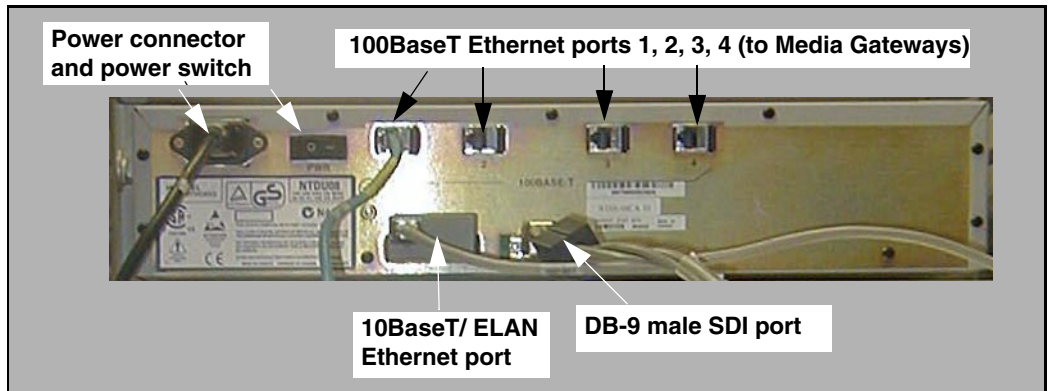 Power connector
and power switch
100BaseT Ethernet ports 1, 2, 3, 4 (to Media Gateways)
PWR
2
3
4
100BASE-T
NTDU08
10BaseT/ ELAN
Ethernet port
DB-9 male SDI port